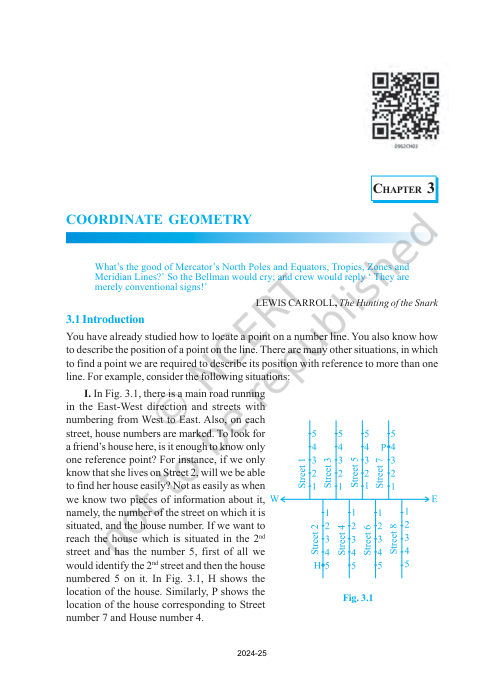 2962CH03
CHAPTER 3
COORDINATE GEOMETRY
What's the good of Mercator's North Poles and Equators, Tropics, Zones and
Meridian Lines?' So the Bellman would cry; and crew would reply ' They are
merely conventional signs!'
LEWIS CARROLL, The Hunting of the Snark
3.1 Introduction
You have already studied how to locate a point on a number line. You also know how
to describe the position of a point on the line. There are many other situations, in which
to find a point we are required to describe its position with reference to more than one
line. For example, consider the following situations:
I. In Fig. 3.1, there is a main road running
in the East-West direction and streets with
numbering from West to East. Also, on each
street, house numbers are marked. To look for
a friend's house here, is it enough to know only
one reference point? For instance, if we only
know that she lives on Street 2, will we be able
to find her house easily? Not as easily as when
we know two pieces of information about it,
namely, the number of the street on which it is
situated, and the house number. If we want to
reach the house which is situated in the 2nd
street and has the number 5, first of all we
would identify the 2nd street and then the house
numbered 5 on it. In Fig. 3.1, H shows the
location of the house. Similarly, P shows the
location of the house corresponding to Street
number 7 and House number 4.
5 5 5 5
4 4 4 P 4
3 3 3 3
2 2 2 2
1 1 1 1
Street 1
Street 3
Street 5
Street 7
W E
1 1 1 1
2 2 2 2
3 3 3 3
4 4 4 4
H 5 5 5 5
Street 2
Street 4
Street 6
Street 8
Fig. 3.1
© NCERT
not to be republished
2024-25